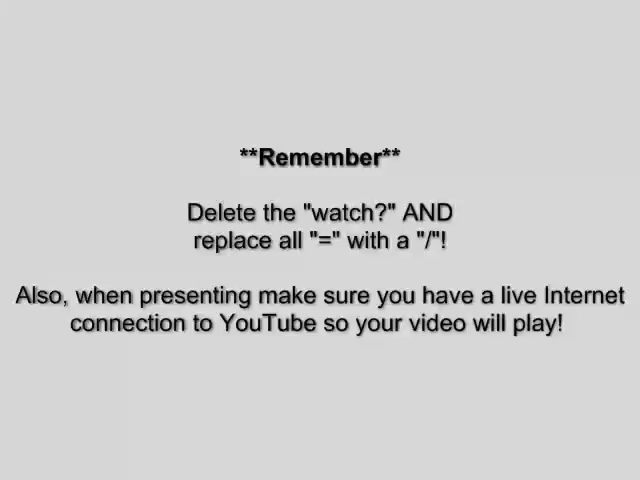 **Remember**
Delete the "watch?" AND
replace all "=" with a "/"!
Also, when presenting make sure you have a live Internet
connection to YouTube so your video will play!